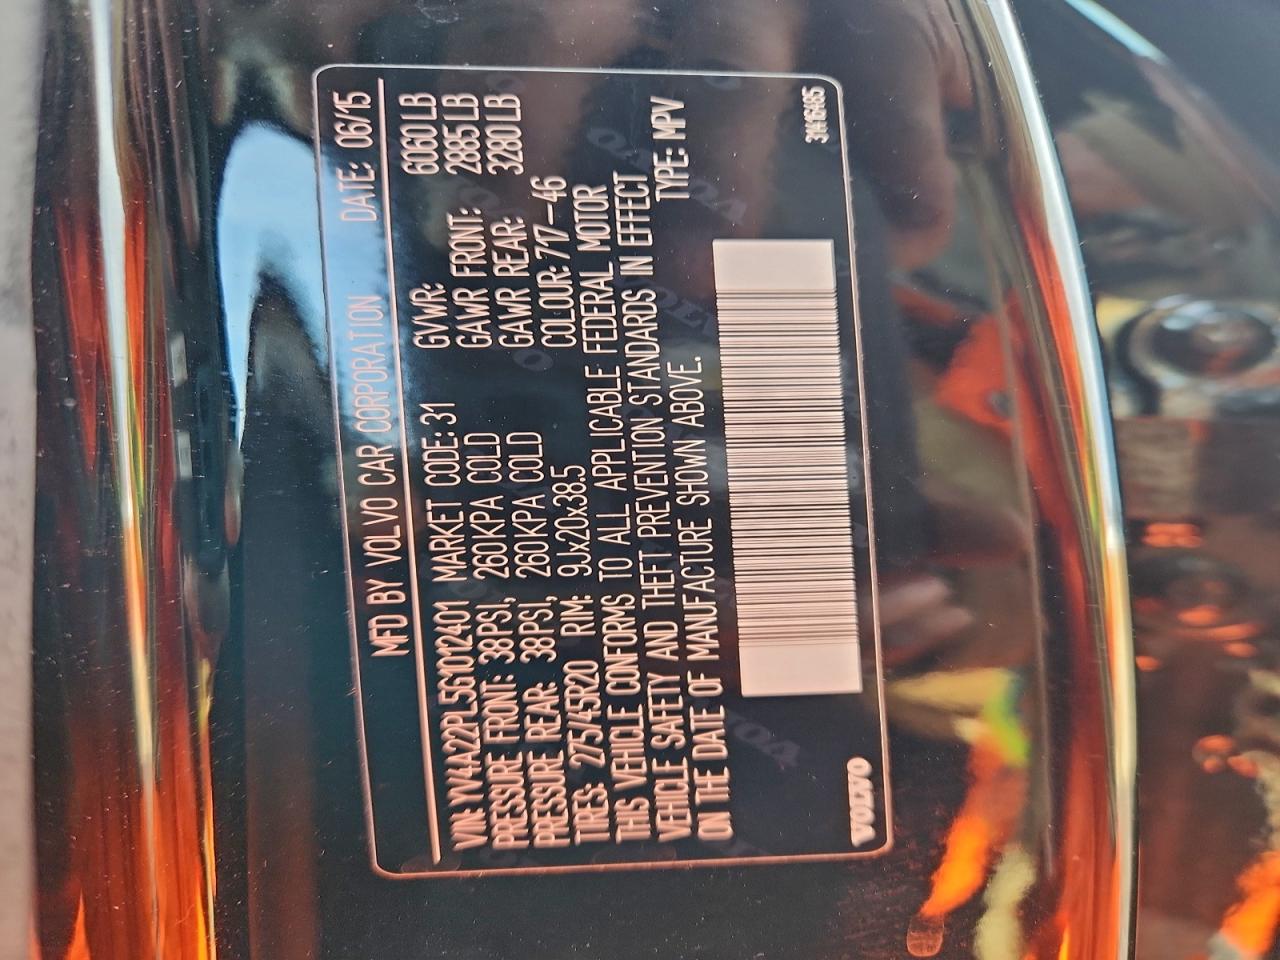 MFD BY VOLVO CAR CORPORATION DATE: 06/15
VIN: YV4A22PL5G1012401 MARKET CODE: 31 GVWR: 6060 LB
PRESSURE FRONT: 38PSI, 260KPA COLD GAWR FRONT: 2885 LB
PRESSURE REAR: 38PSI, 260KPA COLD GAWR REAR: 3280 LB
TIRES: 275/45R20 RIM: 9Jx20x38.5 COLOUR: 717-46
THIS VEHICLE CONFORMS TO ALL APPLICABLE FEDERAL MOTOR
VEHICLE SAFETY AND THEFT PREVENTION STANDARDS IN EFFECT
ON THE DATE OF MANUFACTURE SHOWN ABOVE. TYPE: MPV
VOLVO 31416485